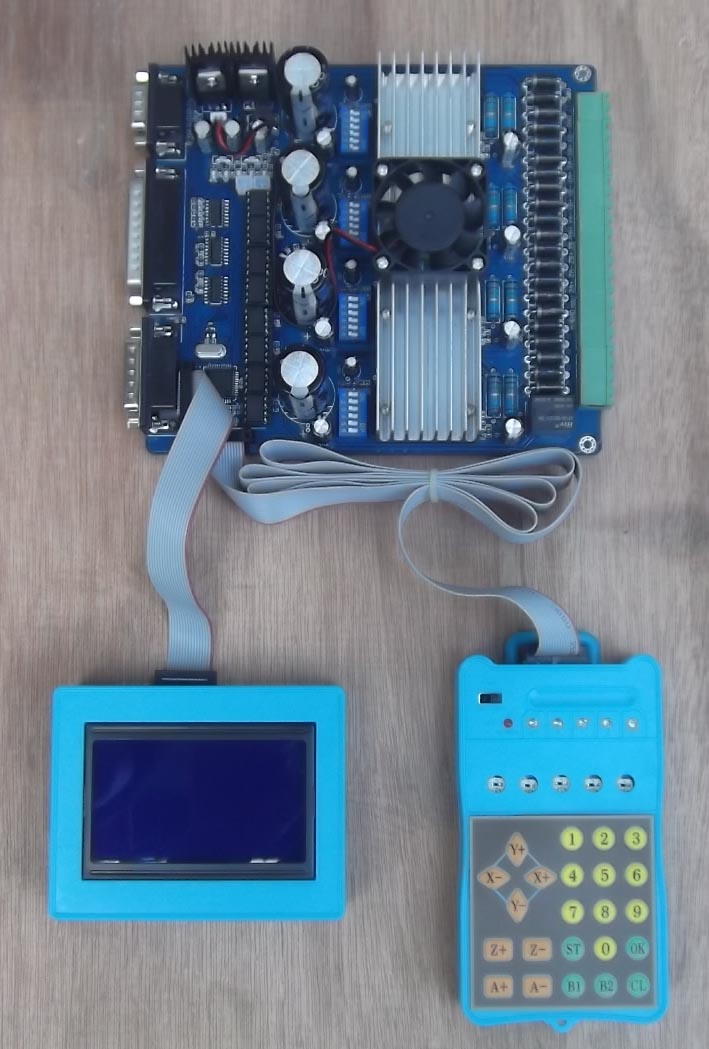 Y+
X- X+
Y-
1 2 3
4 5 6
7 8 9
Z+ Z- ST 0 OK
A+ A- B1 B2 CL